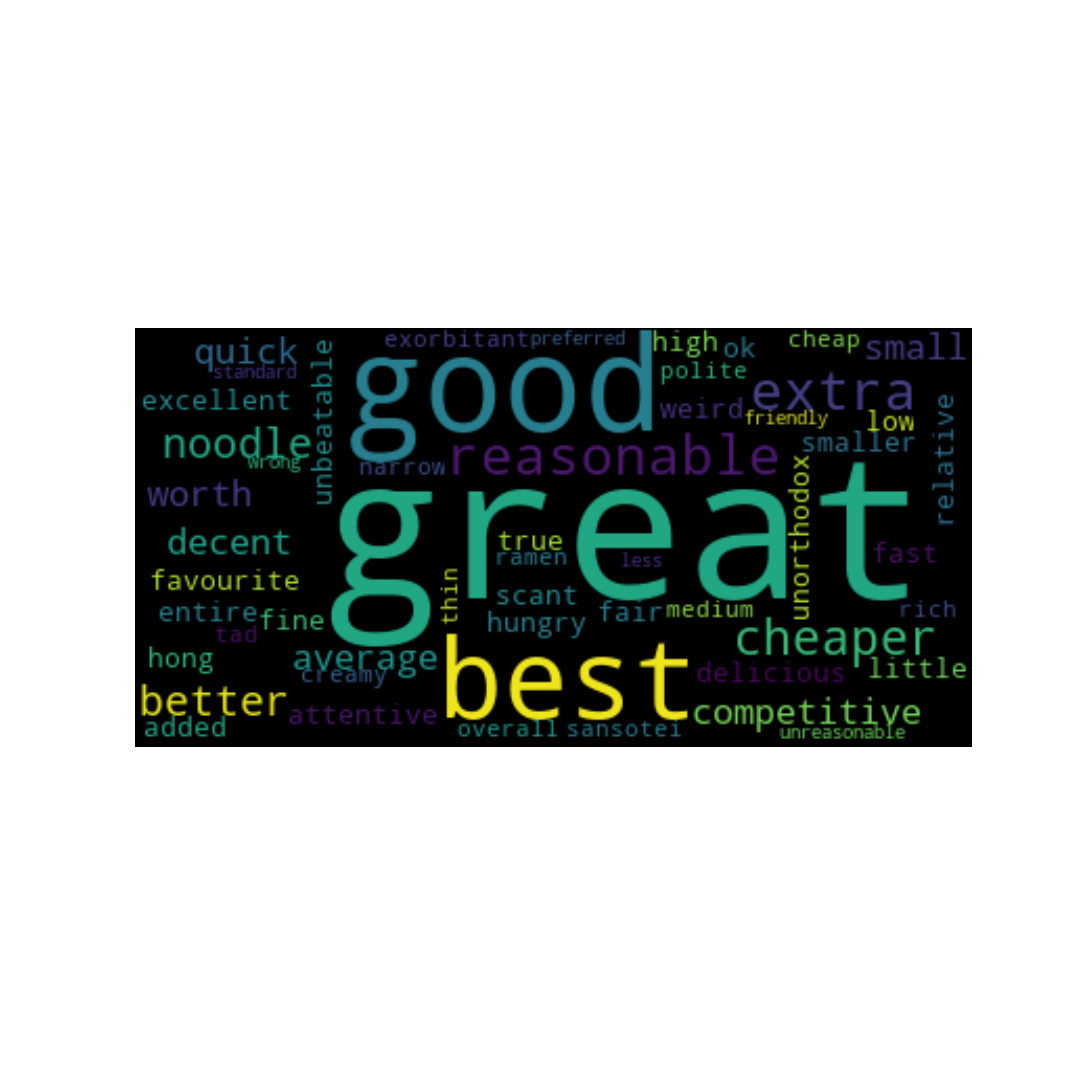 exorbitant
preferred
good
high
ok
cheap
small
quick
standard
unbeatable
polite
excellent
weird
extra
friendly
low
relative
noodle
wrong
narrow
reasonable
smaller
worth
great
unorthodox
decent
true
ramen
less
fast
favourite
thin
scant
entire
fine
hungry
fair
medium
rich
tad
hong
average
creamy
best
cheaper
delicious
little
better
added
attentive
competitive
overall
sansotei
unreasonable